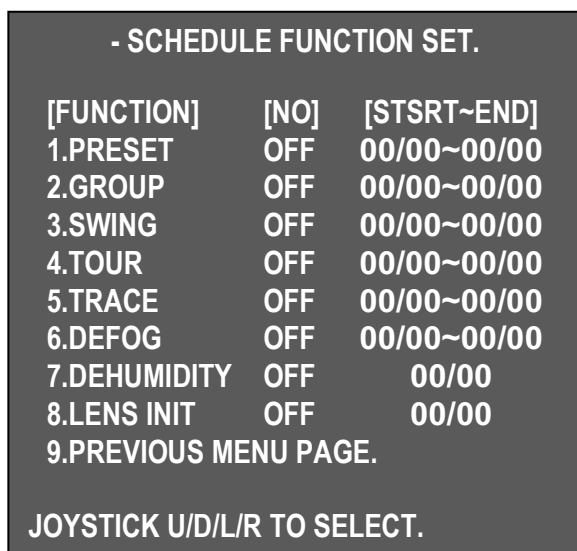 - SCHEDULE FUNCTION SET.
[FUNCTION] [NO] [STSRT~END]
1.PRESET OFF 00/00~00/00
2.GROUP OFF 00/00~00/00
3.SWING OFF 00/00~00/00
4.TOUR OFF 00/00~00/00
5.TRACE OFF 00/00~00/00
6.DEFOG OFF 00/00~00/00
7.DEHUMIDITY OFF 00/00
8.LENS INIT OFF 00/00
9.PREVIOUS MENU PAGE.
JOYSTICK U/D/L/R TO SELECT.